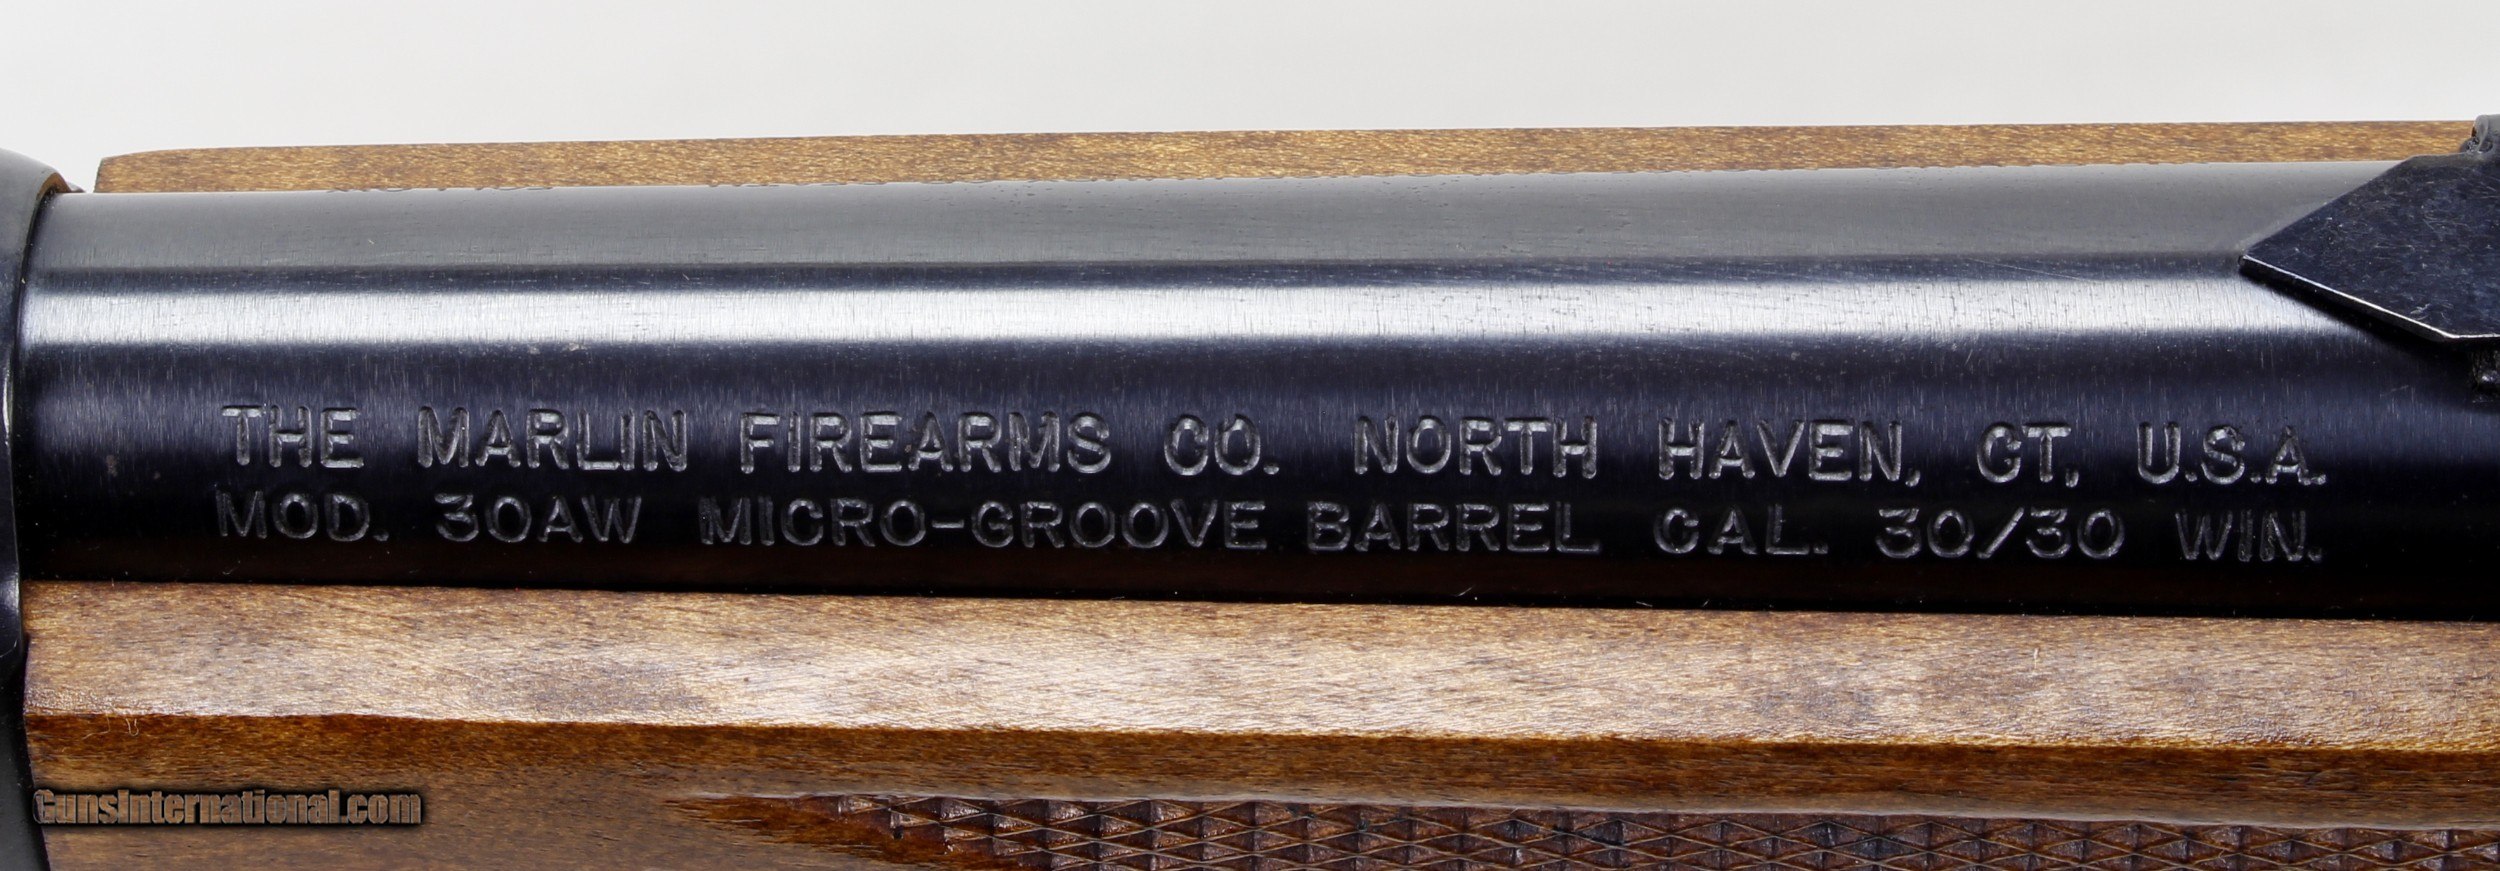 THE MARLIN FIREARMS CO. NORTH HAVEN, CT, U.S.A.
MOD. 30AW MICRO-GROOVE BARREL CAL. 30/30 WIN.
GunsInternational.com